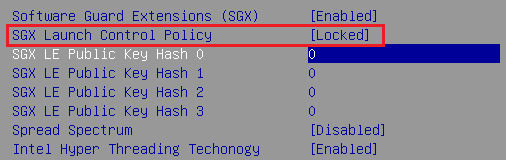 Software Guard Extensions (SGX) [Enabled]
SGX Launch Control Policy [Locked]
SGX LE Public Key Hash 0 0
SGX LE Public Key Hash 1 0
SGX LE Public Key Hash 2 0
SGX LE Public Key Hash 3 0
Spread Spectrum [Disabled]
Intel Hyper Threading Techonogy [Enabled]